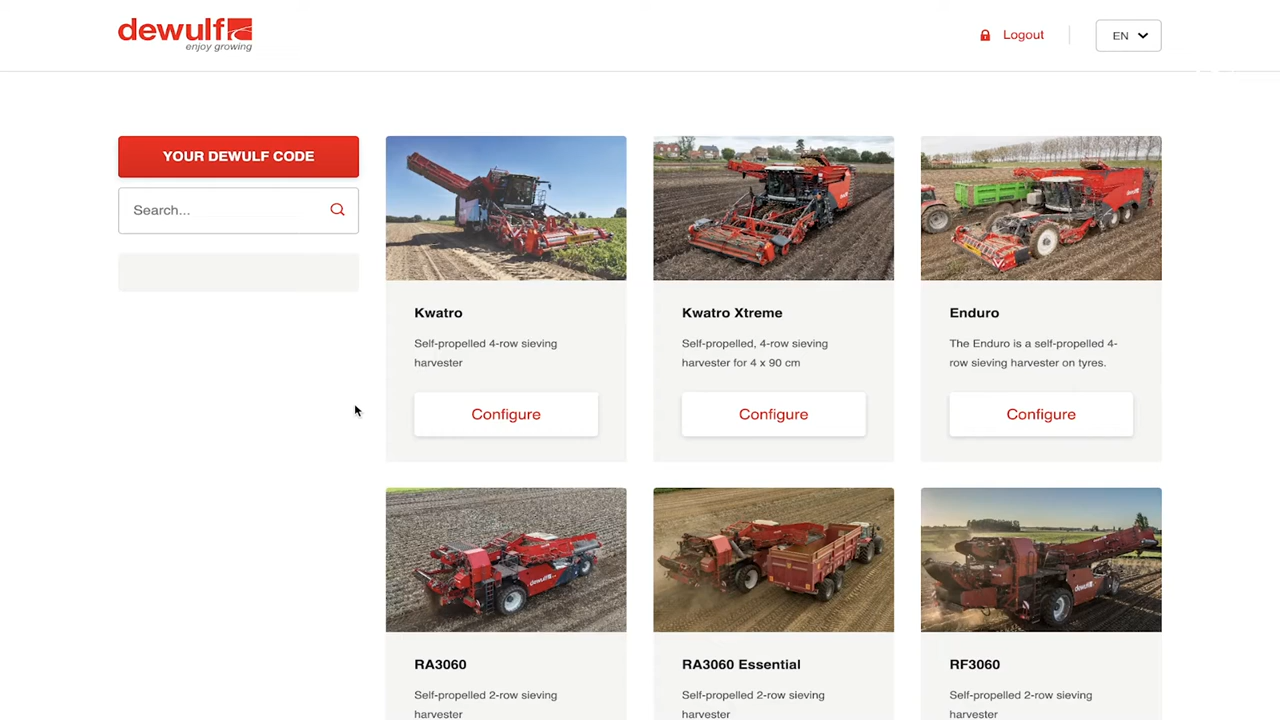 dewulf
enjoy growing
Logout
EN
YOUR DEWULF CODE
Search...
Kwatro
Self-propelled 4-row sieving
harvester
Configure
Kwatro Xtreme
Self-propelled, 4-row sieving
harvester for 4 x 90 cm
Configure
Enduro
The Enduro is a self-propelled 4-
row sieving harvester on tyres.
Configure
RA3060
Self-propelled 2-row sieving
harvester
RA3060 Essential
Self-propelled 2-row sieving
harvester
dewulf
RF3060
Self-propelled 2-row sieving
harvester